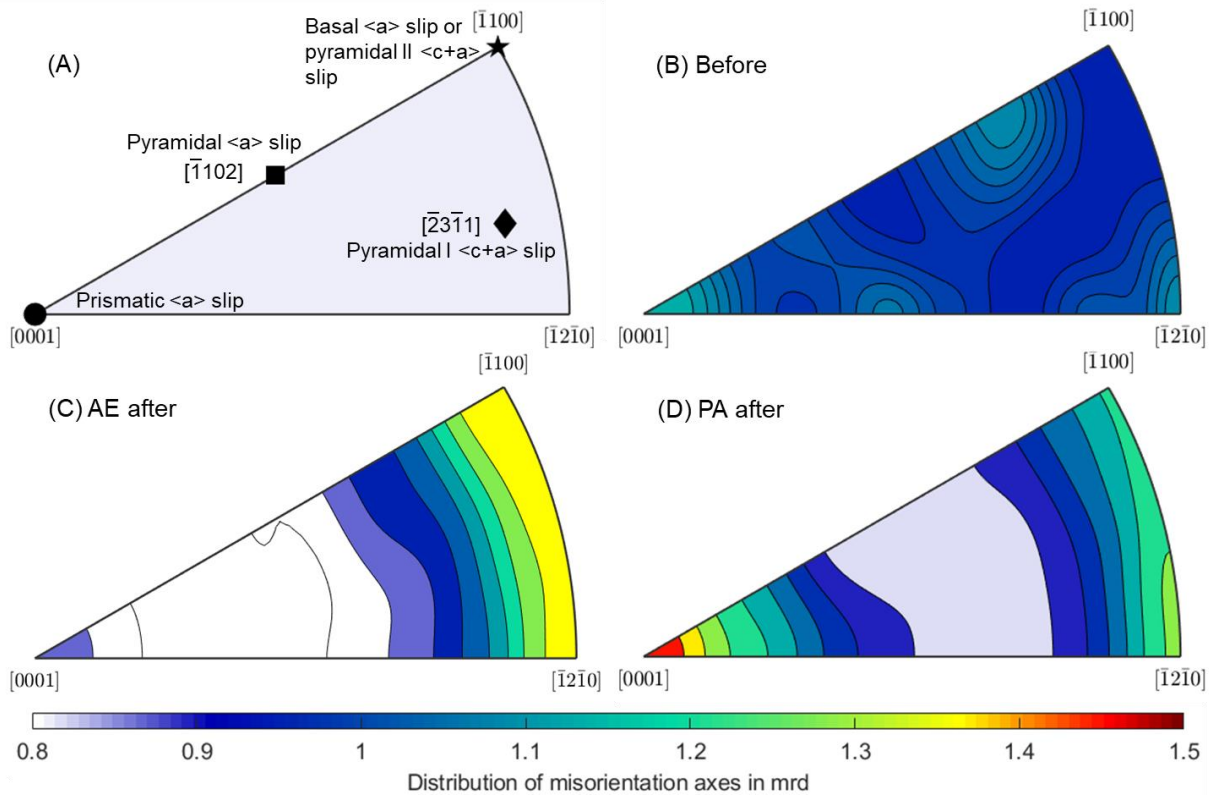 (A)
Basal <a> slip or
pyramidal II <c+a>
slip
[1̅100]
Pyramidal <a> slip
[1̅102]
[2̅31̅1]
Pyramidal I <c+a> slip
Prismatic <a> slip
[0001]
[1̅21̅0]
(B) Before
[1̅100]
[0001]
[1̅21̅0]
(C) AE after
[1̅100]
[0001]
[1̅21̅0]
(D) PA after
[1̅100]
[0001]
[1̅21̅0]
0.8 0.9 1 1.1 1.2 1.3 1.4 1.5
Distribution of misorientation axes in mrd